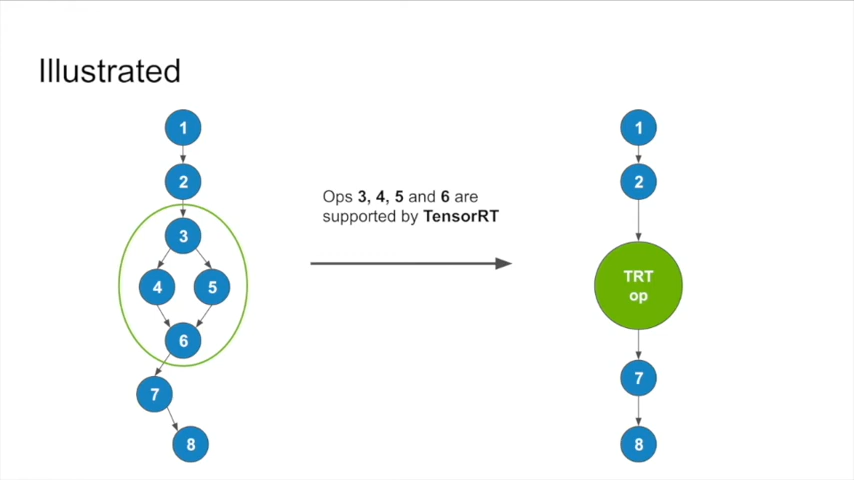 Illustrated
1
2
3
4
5
6
7
8
Ops 3, 4, 5 and 6 are
supported by TensorRT
1
2
TRT
op
7
8